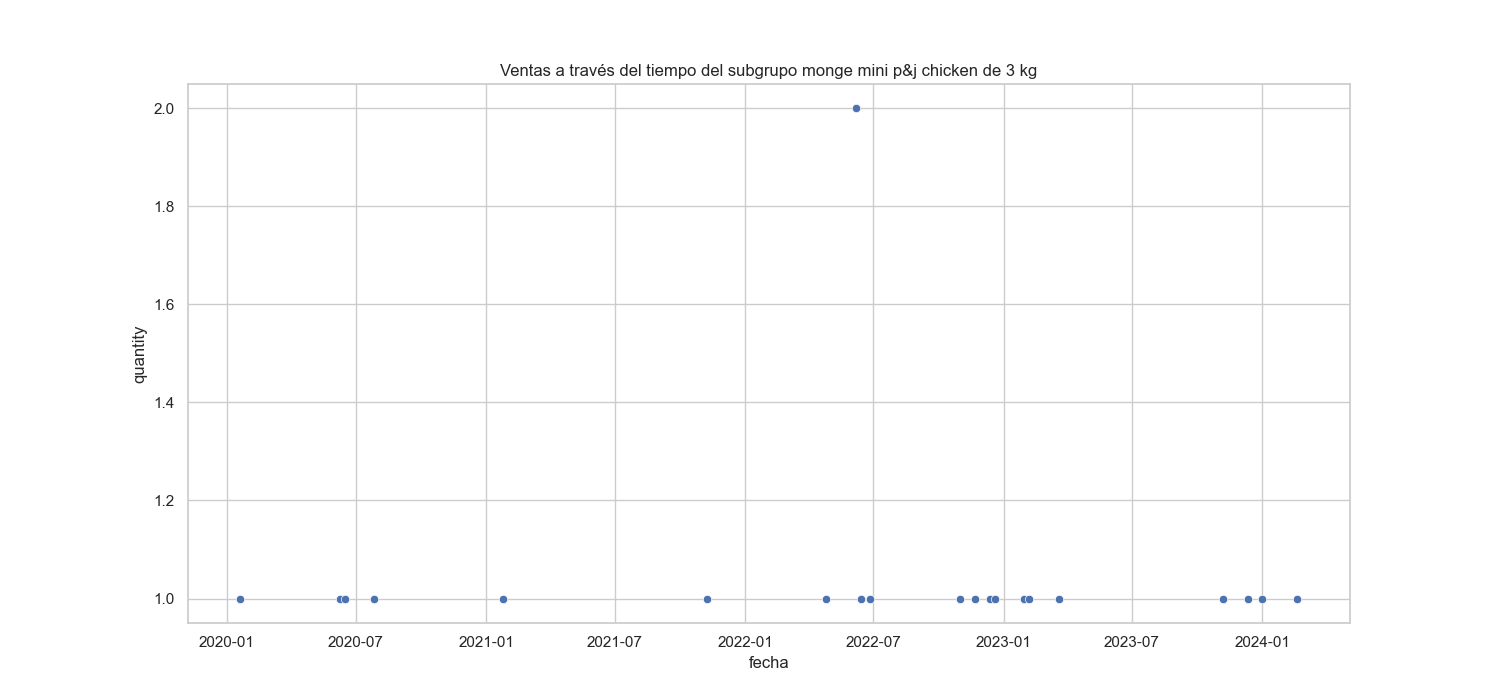 Ventas a través del tiempo del subgrupo monge mini p&j chicken de 3 kg
2.0
1.8
1.6
1.4
1.2
1.0
quantity
2020-01 2020-07 2021-01 2021-07 2022-01 2022-07 2023-01 2023-07 2024-01
fecha